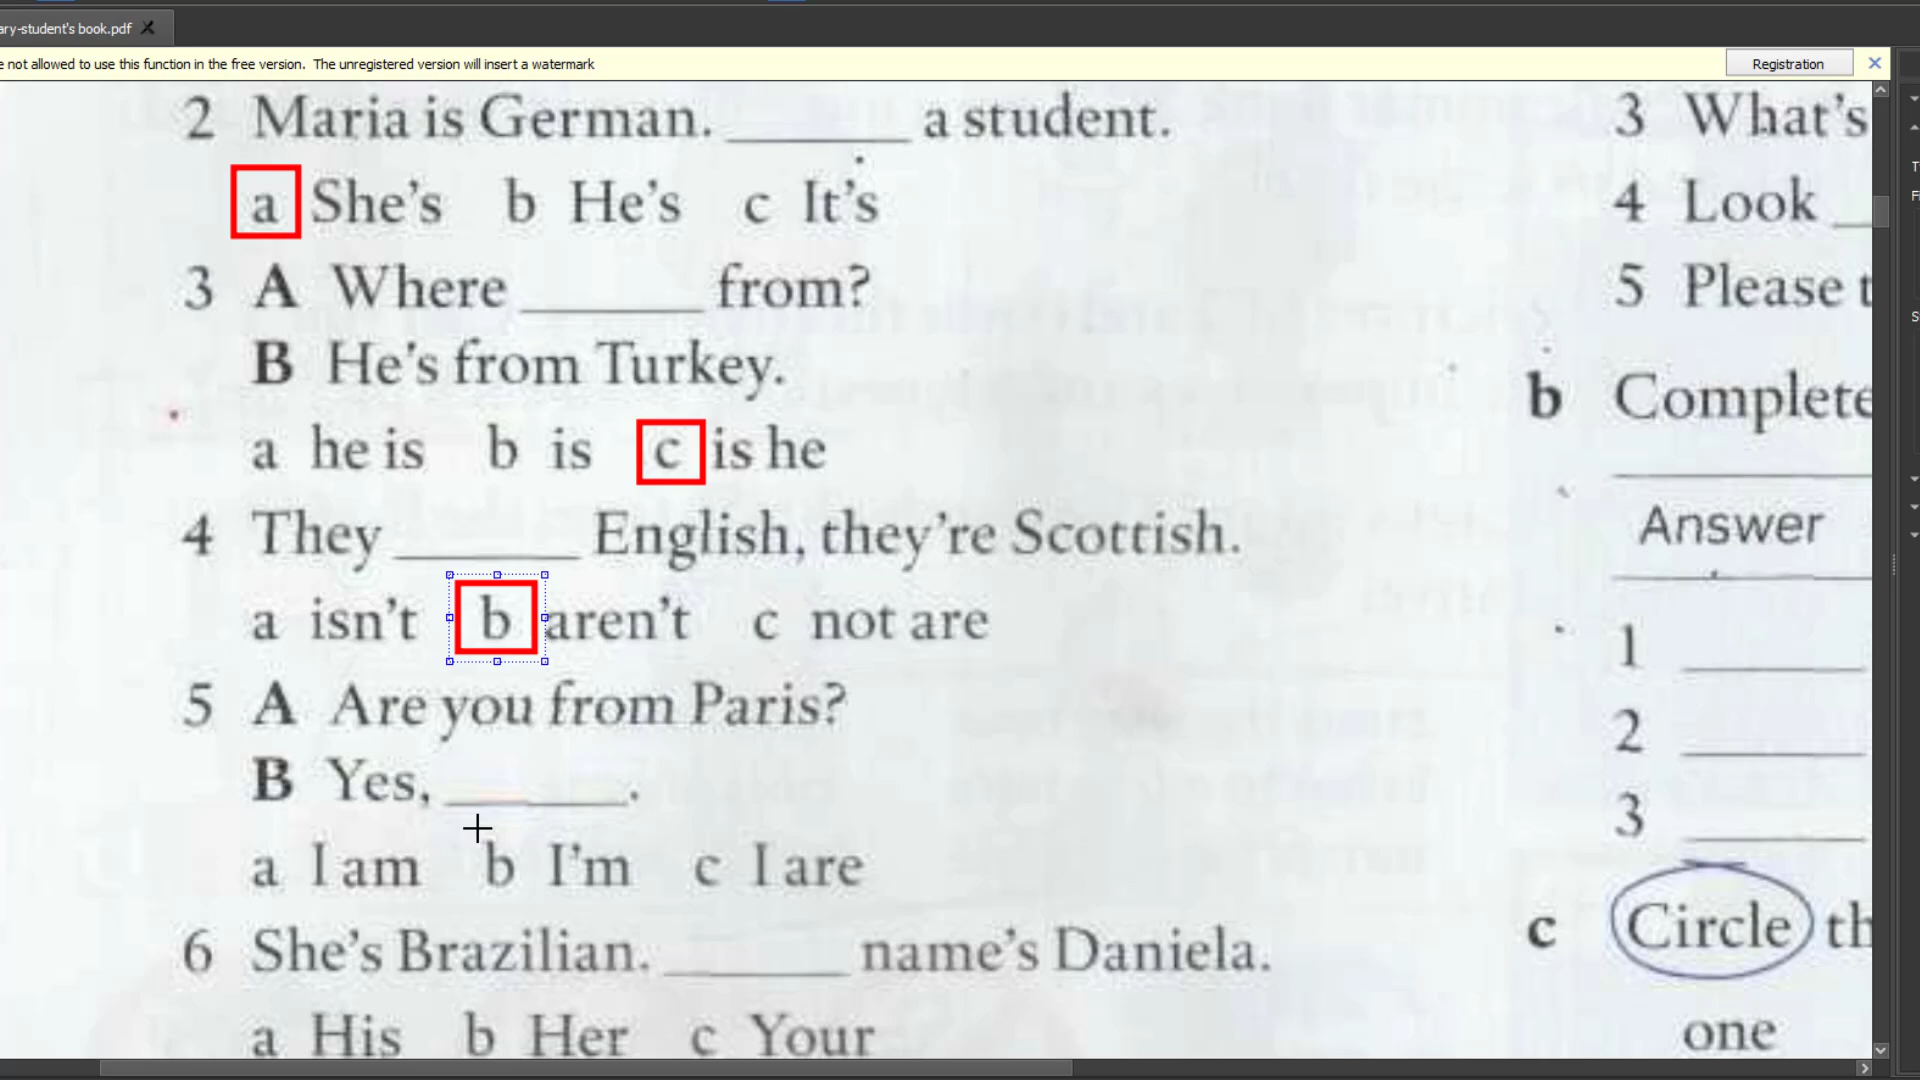 ary-student's book.pdf
e not allowed to use this function in the free version. The unregistered version will insert a watermark
Registration
2 Maria is German. ______ a student.
a She's b He's c It's
3 A Where ______ from?
B He's from Turkey.
a he is b is c is he
4 They ______ English, they're Scottish.
a isn't b aren't c not are
5 A Are you from Paris?
B Yes, ______.
a I am b I'm c I are
6 She's Brazilian. ______ name's Daniela.
a His b Her c Your
3 What's
4 Look __
5 Please t
b Complete
Answer
1 ______
2 ______
3 ______
c Circle th
one